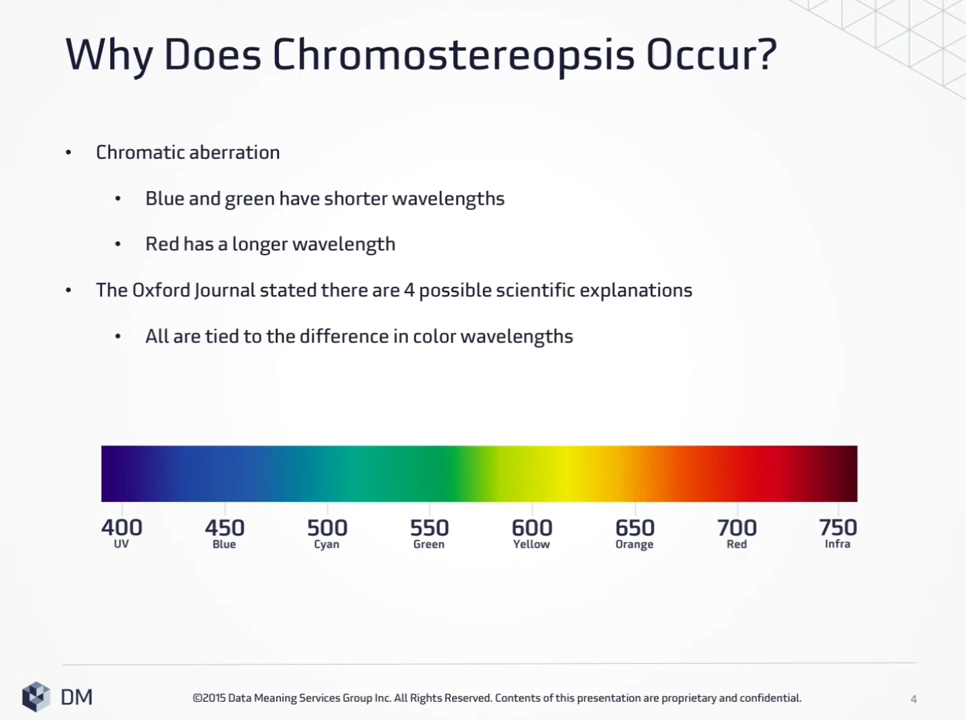 Why Does Chromostereopsis Occur?
• Chromatic aberration
• Blue and green have shorter wavelengths
• Red has a longer wavelength
• The Oxford Journal stated there are 4 possible scientific explanations
• All are tied to the difference in color wavelengths
400 450 500 550 600 650 700 750
UV Blue Cyan Green Yellow Orange Red Infra
DM ©2015 Data Meaning Services Group Inc. All Rights Reserved. Contents of this presentation are proprietary and confidential. 4